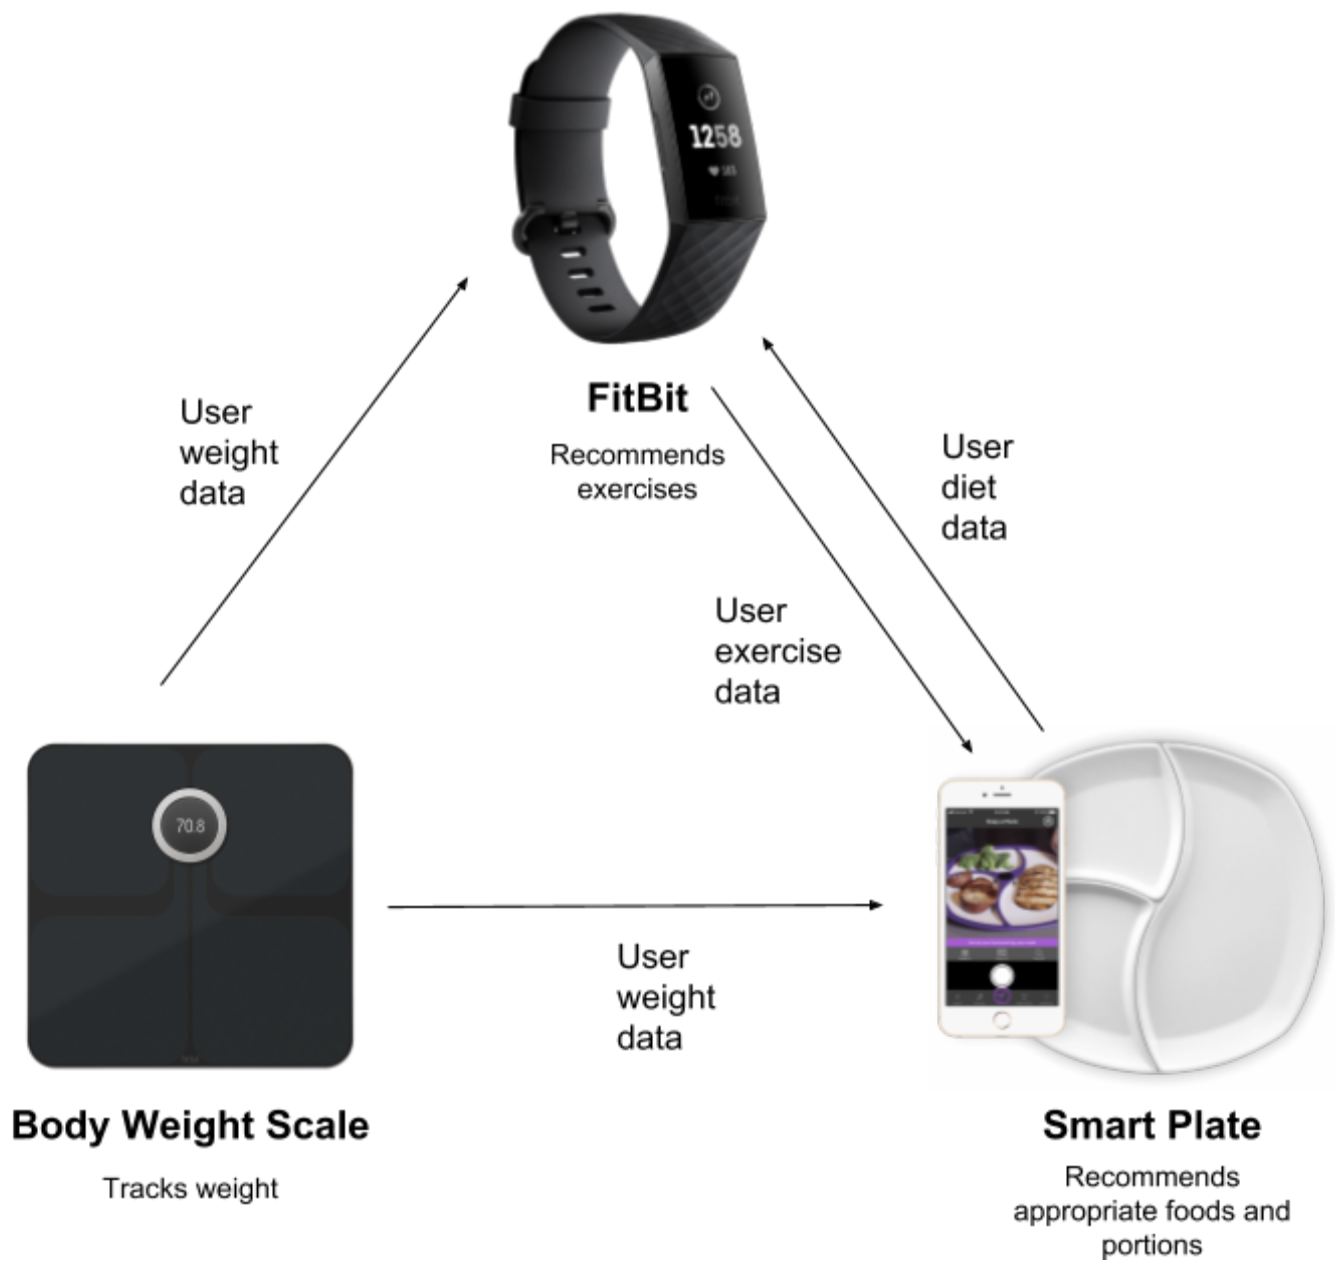 1258
User
weight
data
FitBit
Recommends
exercises
User
diet
data
User
exercise
data
70.8
User
weight
data
Body Weight Scale
Tracks weight
Smart Plate
Recommends
appropriate foods and
portions